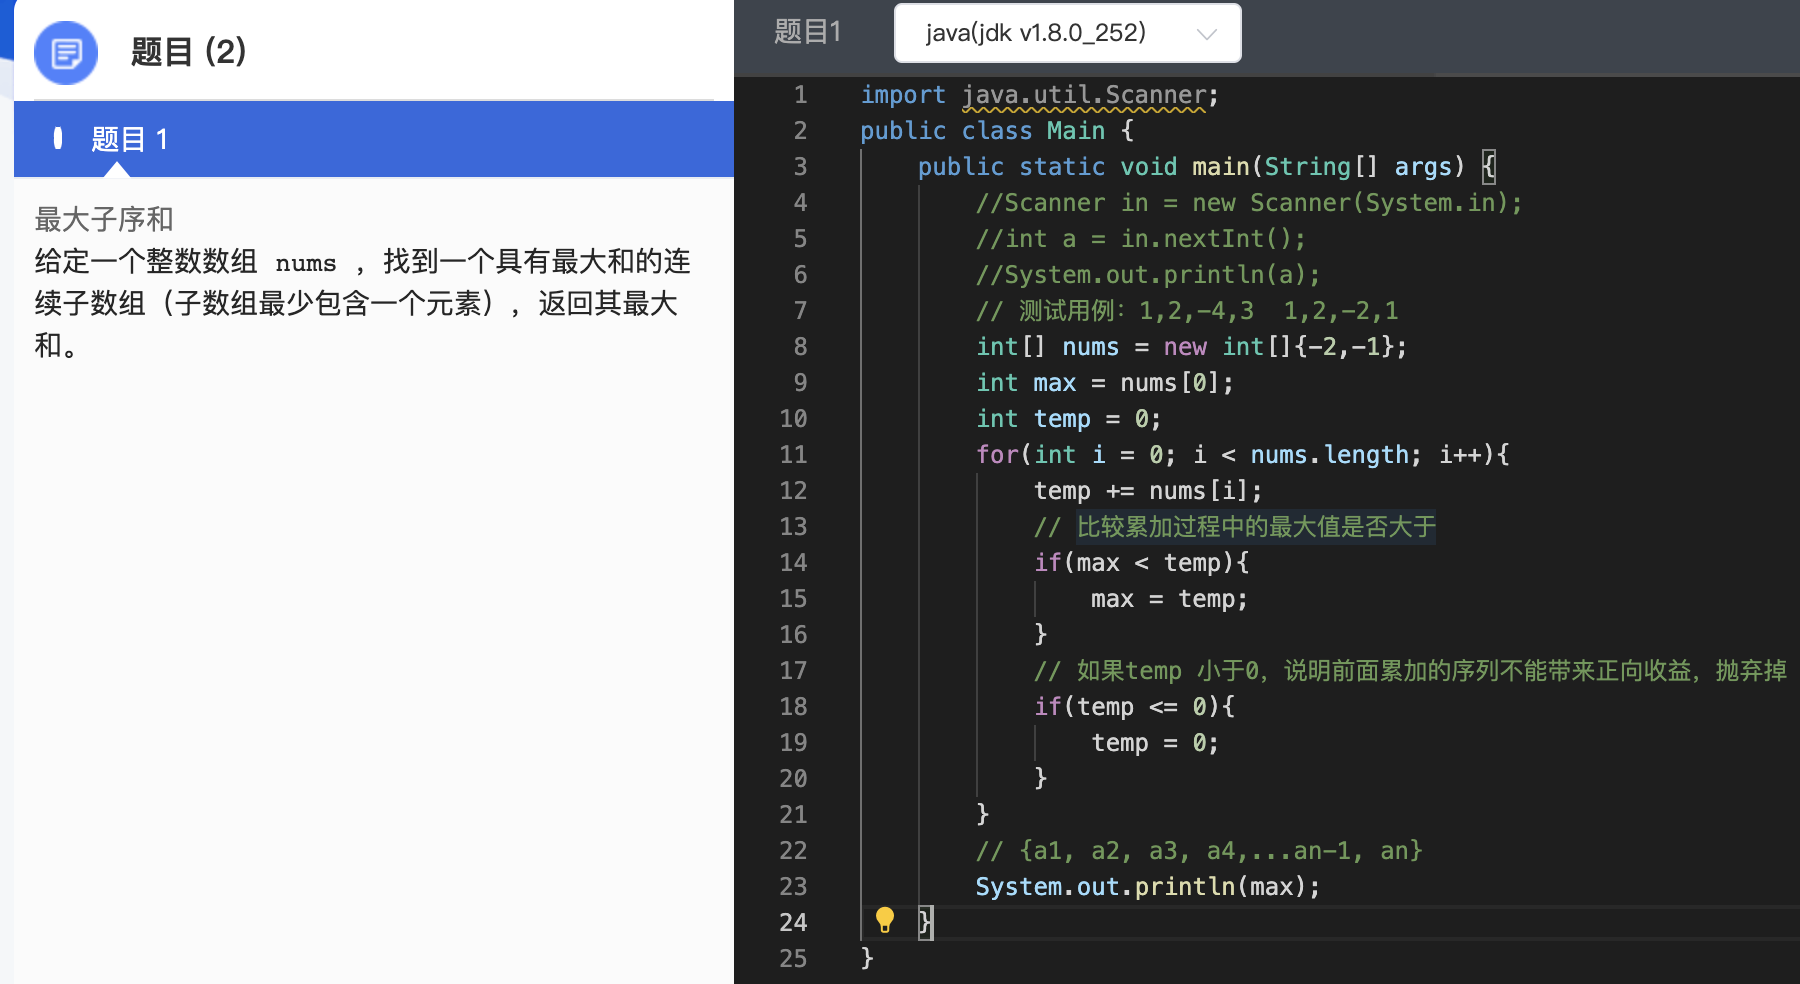 题目 (2)
题目 1
最大子序和
给定一个整数数组 nums ，找到一个具有最大和的连
续子数组（子数组最少包含一个元素），返回其最大
和。
题目1
java(jdk v1.8.0_252)
1 import java.util.Scanner;
2 public class Main {
3 public static void main(String[] args) {
4 //Scanner in = new Scanner(System.in);
5 //int a = in.nextInt();
6 //System.out.println(a);
7 // 测试用例：1,2,-4,3  1,2,-2,1
8 int[] nums = new int[]{-2,-1};
9 int max = nums[0];
10 int temp = 0;
11 for(int i = 0; i < nums.length; i++){
12 temp += nums[i];
13 // 比较累加过程中的最大值是否大于
14 if(max < temp){
15 max = temp;
16 }
17 // 如果temp 小于0，说明前面累加的序列不能带来正向收益，抛弃掉
18 if(temp <= 0){
19 temp = 0;
20 }
21 }
22 // {a1, a2, a3, a4,...an-1, an}
23 System.out.println(max);
24 }
25 }